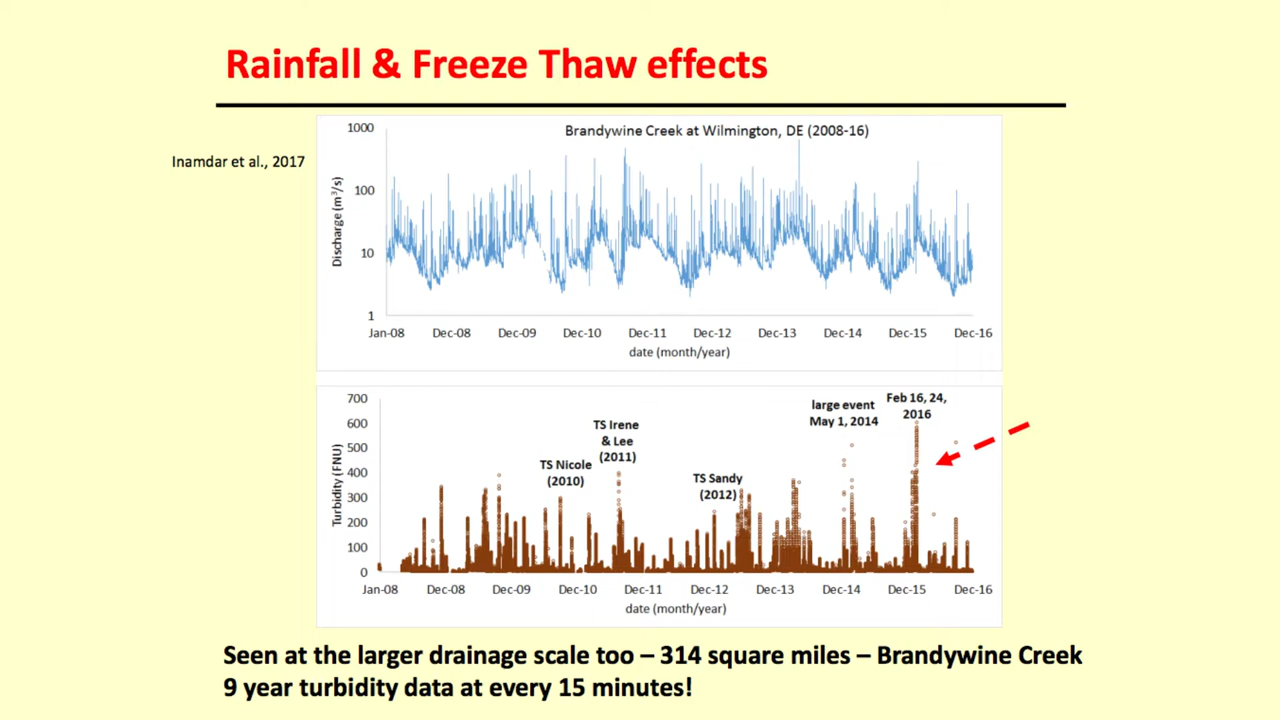 Rainfall & Freeze Thaw effects
Inamdar et al., 2017
Brandywine Creek at Wilmington, DE (2008-16)
Discharge (m³/s)
1000
100
10
1
Jan-08 Dec-08 Dec-09 Dec-10 Dec-11 Dec-12 Dec-13 Dec-14 Dec-15 Dec-16
date (month/year)
Turbidity (FNU)
700
600
500
400
300
200
100
0
TS Nicole
(2010)
TS Irene
& Lee
(2011)
TS Sandy
(2012)
large event
May 1, 2014
Feb 16, 24,
2016
Jan-08 Dec-08 Dec-09 Dec-10 Dec-11 Dec-12 Dec-13 Dec-14 Dec-15 Dec-16
date (month/year)
Seen at the larger drainage scale too – 314 square miles – Brandywine Creek
9 year turbidity data at every 15 minutes!